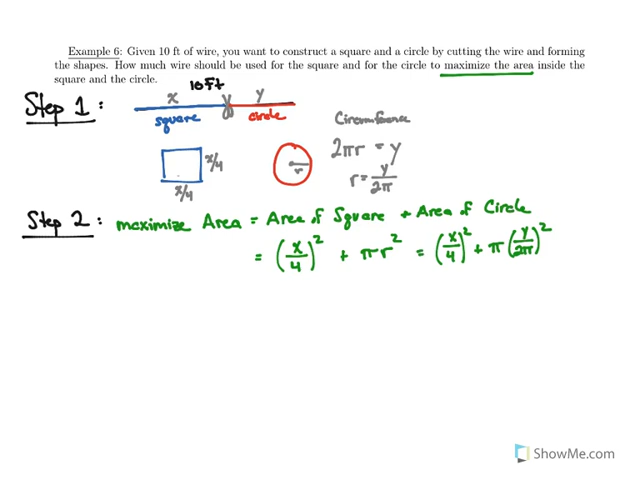 Example 6: Given 10 ft of wire, you want to construct a square and a circle by cutting the wire and forming
the shapes. How much wire should be used for the square and for the circle to maximize the area inside the
square and the circle.
10ft
Step 1:
x y
square circle
Circumference
2πr = y
r = y/2π
x/4
x/4
r
Step 2: maximize Area = Area of Square + Area of Circle
= (x/4)² + πr² = (x/4)² + π(y/2π)²
ShowMe.com